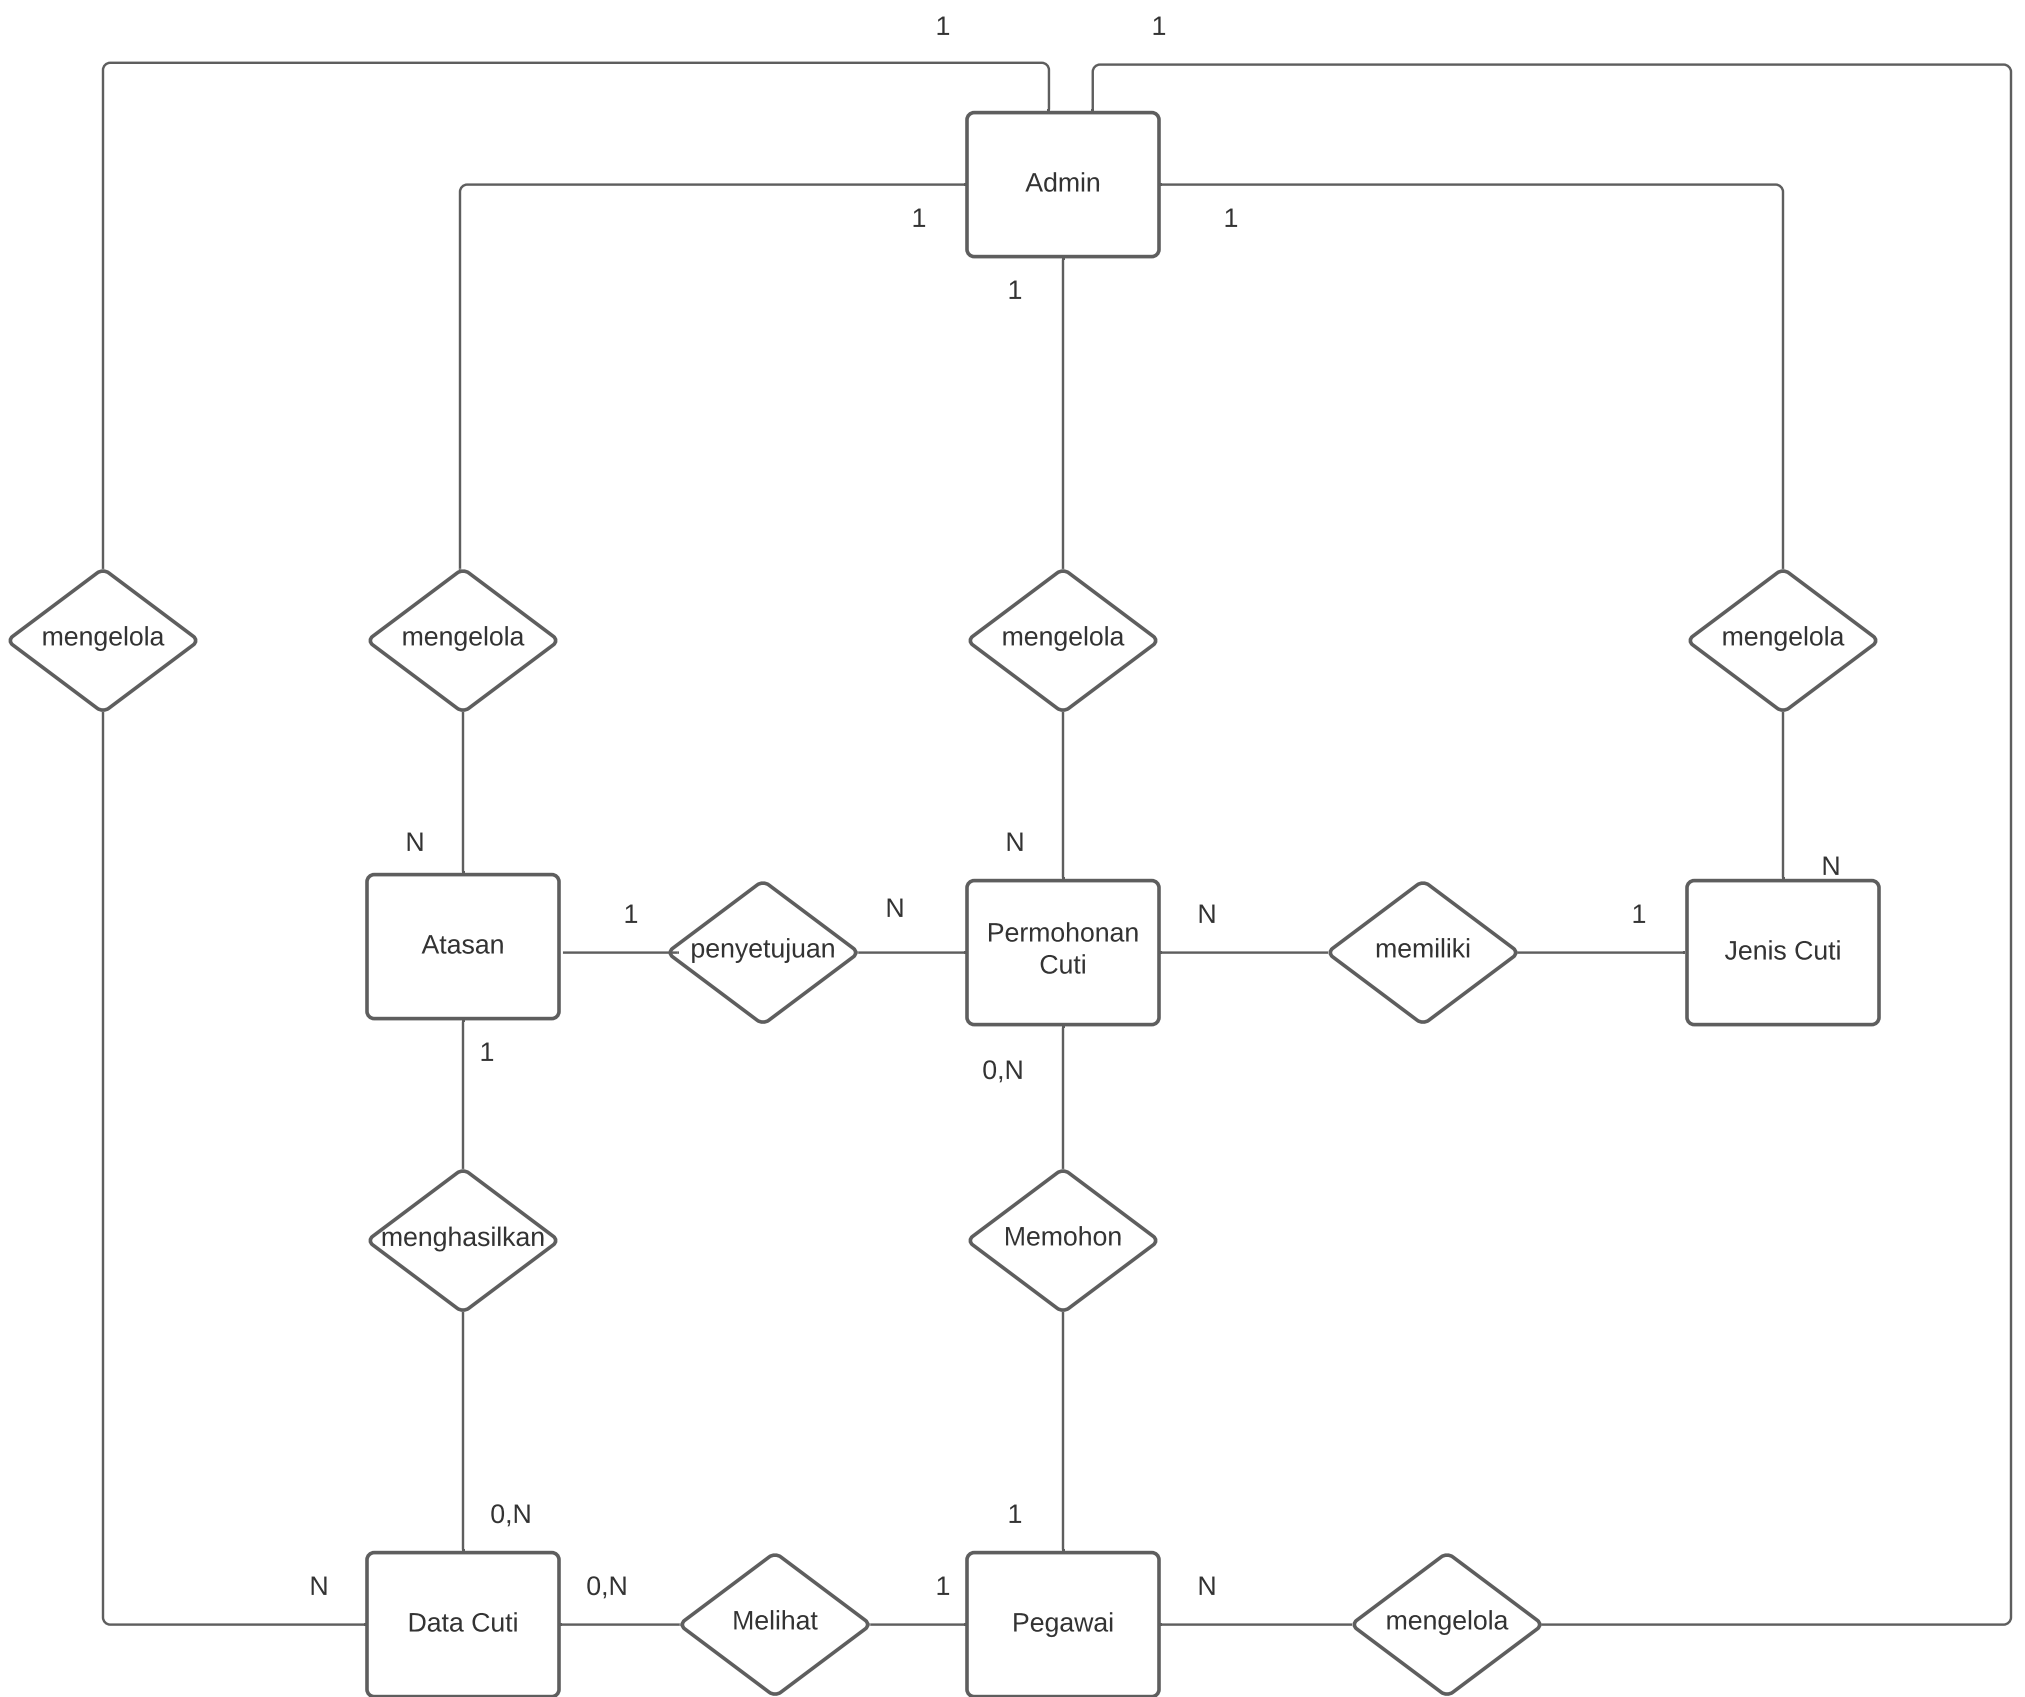 1
1
Admin
1
1
1
mengelola
mengelola
mengelola
mengelola
N
N
N
1
N
N
1
Atasan
penyetujuan
Permohonan
Cuti
memiliki
Jenis Cuti
1
0,N
menghasilkan
Memohon
0,N
1
N
0,N
1
N
Data Cuti
Melihat
Pegawai
mengelola